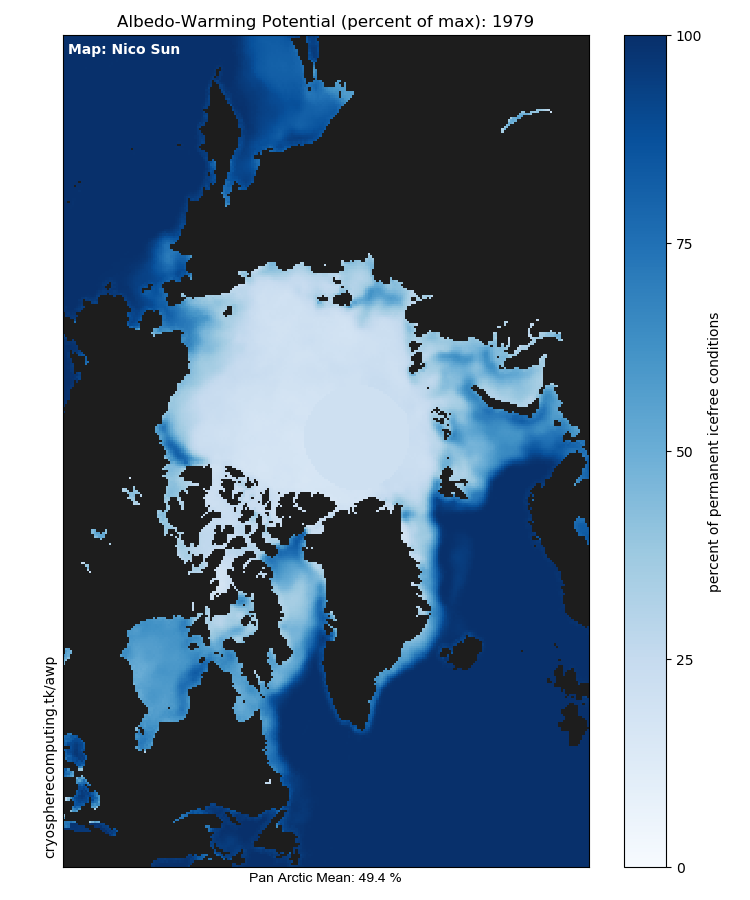 Albedo-Warming Potential (percent of max): 1979
Map: Nico Sun
100
75
50
25
0
percent of permanent icefree conditions
cryospherecomputing.tk/awp
Pan Arctic Mean: 49.4 %